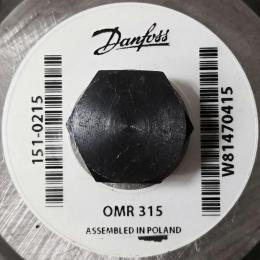 Danfoss
151-0215
W81470415
OMR 315
ASSEMBLED IN POLAND